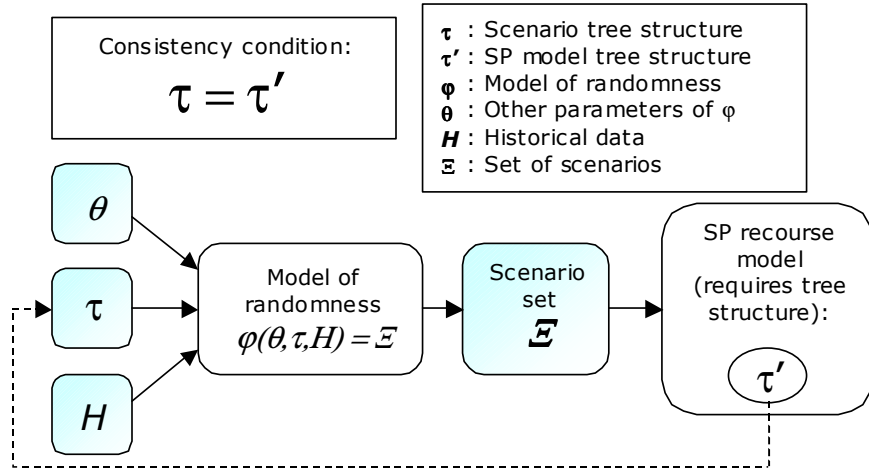 Consistency condition:
τ = τ′
τ : Scenario tree structure
τ′ : SP model tree structure
φ : Model of randomness
θ : Other parameters of φ
H : Historical data
Ξ : Set of scenarios
θ
τ
H
Model of
randomness
φ(θ,τ,H) = Ξ
Scenario
set
Ξ
SP recourse
model
(requires tree
structure):
τ′